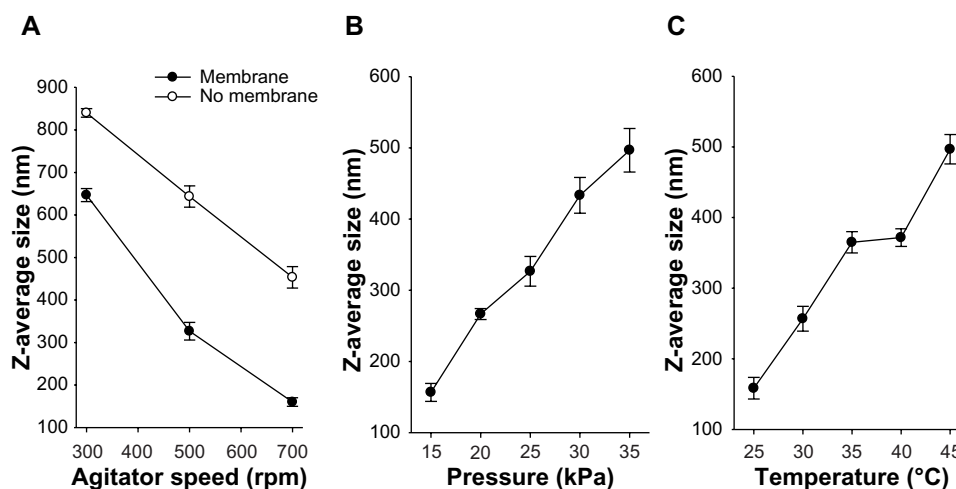 A
Membrane
No membrane
900
800
700
600
500
400
300
200
100
300 400 500 600 700
Z-average size (nm)
Agitator speed (rpm)
B
600
500
400
300
200
100
15 20 25 30 35
Z-average size (nm)
Pressure (kPa)
C
600
500
400
300
200
100
25 30 35 40 45
Z-average size (nm)
Temperature (°C)